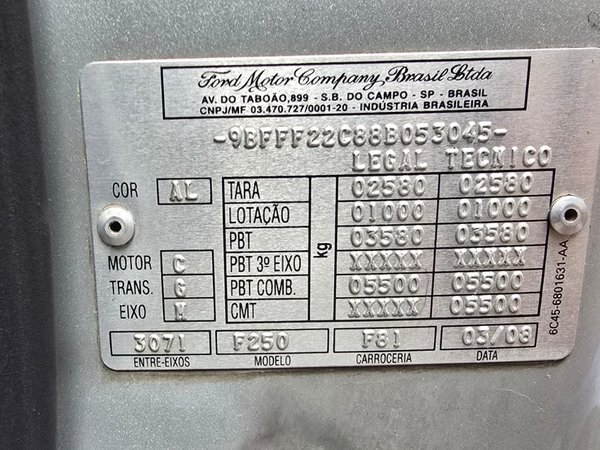 Ford Motor Company Brasil Ltda
AV. DO TABOÃO,899 - S.B. DO CAMPO - SP - BRASIL
CNPJ/MF 03.470.727/0001-20 - INDÚSTRIA BRASILEIRA
-9BFFF22C88B053045-
LEGAL TECNICO
COR AL TARA 02580 02580
LOTAÇÃO 01000 01000
PBT kg 03580 03580
MOTOR C PBT 3º EIXO XXXXX XXXXX
TRANS. G PBT COMB. 05500 05500
EIXO N CMT XXXXX 05500
3071 F250 F81 03/08
ENTRE-EIXOS MODELO CARROCERIA DATA
6C45-6801631-AA